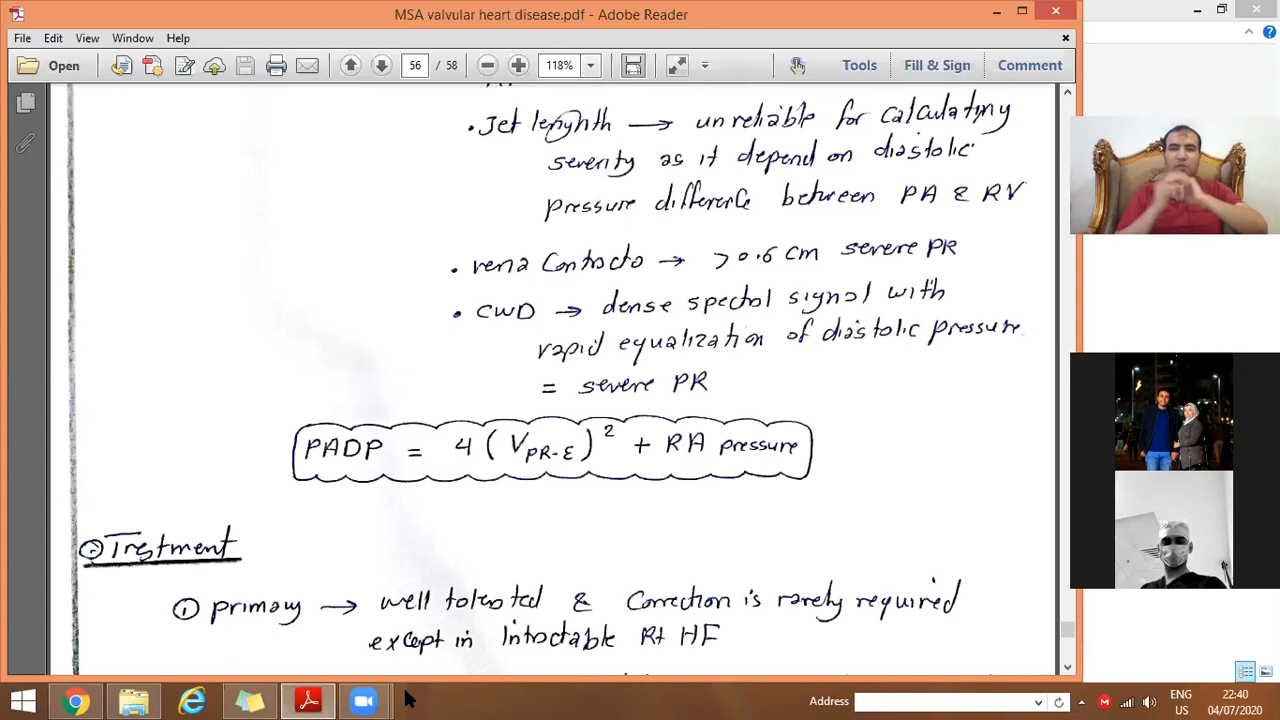 MSA valvular heart disease.pdf - Adobe Reader
File Edit View Window Help
Open 56 / 58 118% Tools Fill & Sign Comment
• Jet lenghth → unreliable for calculating
severity as it depend on diastolic
pressure difference between PA & RV
• vena Contracta → > 0.6 cm severe PR
• CWD → dense spectal signal with
rapid equalization of diastolic pressure
= severe PR
PADP = 4 (V PR-E)² + RA pressure
Treatment
① primary → well tolerated & Correction is rarely required
except in Intractable Rt HF
Address
ENG
US
22:40
04/07/2020